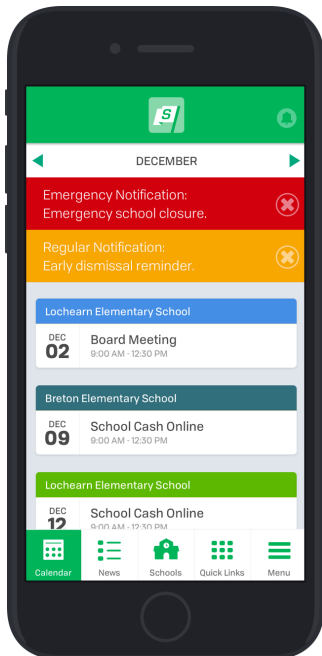 S
DECEMBER
Emergency Notification:
Emergency school closure.
Regular Notification:
Early dismissal reminder.
Lochearn Elementary School
DEC
02
Board Meeting
9:00 AM - 12:30 PM
Breton Elementary School
DEC
09
School Cash Online
9:00 AM - 12:30 PM
Lochearn Elementary School
DEC
12
School Cash Online
9:00 AM - 12:30 PM
Calendar
News
Schools
Quick Links
Menu